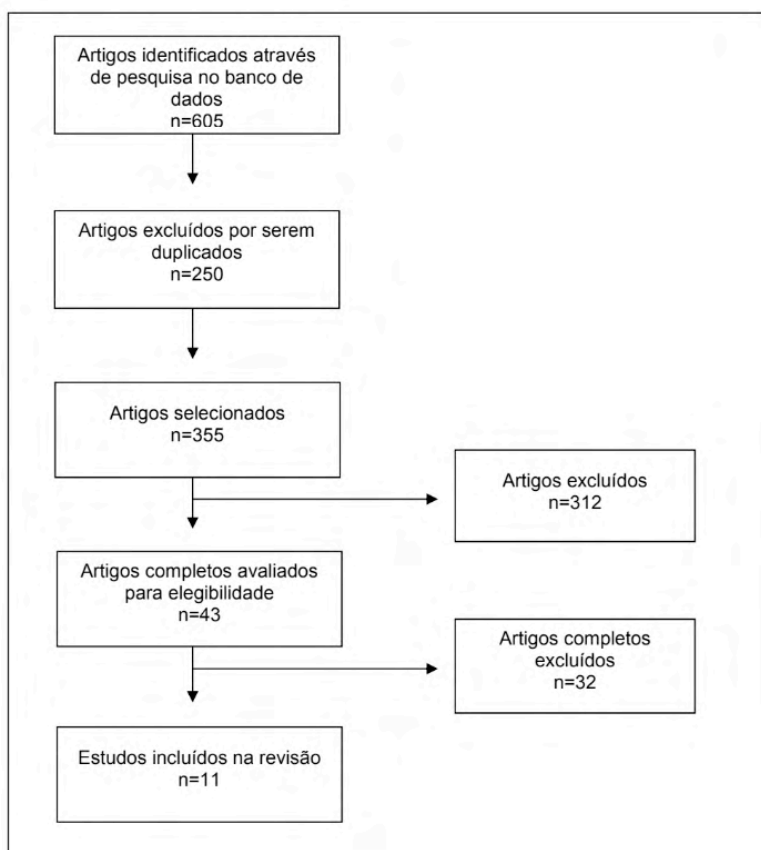 Artigos identificados através
de pesquisa no banco de
dados
n=605
Artigos excluídos por serem
duplicados
n=250
Artigos selecionados
n=355
Artigos excluídos
n=312
Artigos completos avaliados
para elegibilidade
n=43
Artigos completos
excluídos
n=32
Estudos incluídos na revisão
n=11